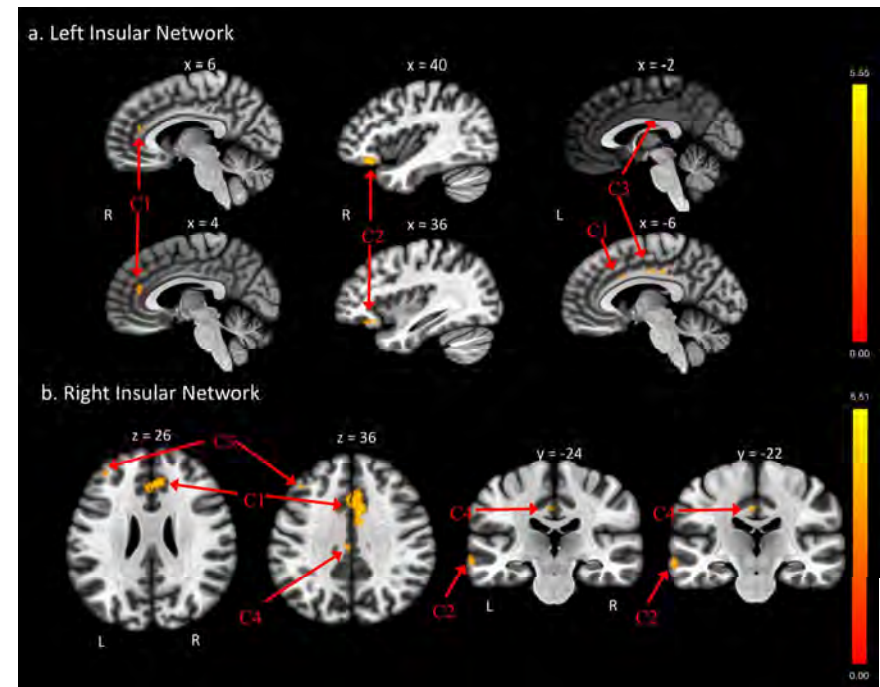 a. Left Insular Network
x = 6
x = 40
x = -2
5.55
C1
C3
R
R
L
C2
C1
x = 4
x = 36
x = -6
0.00
b. Right Insular Network
5.51
z = 26
z = 36
y = -24
y = -22
C1
C4
C4
C4
C2
C2
L
R
L
R
0.00